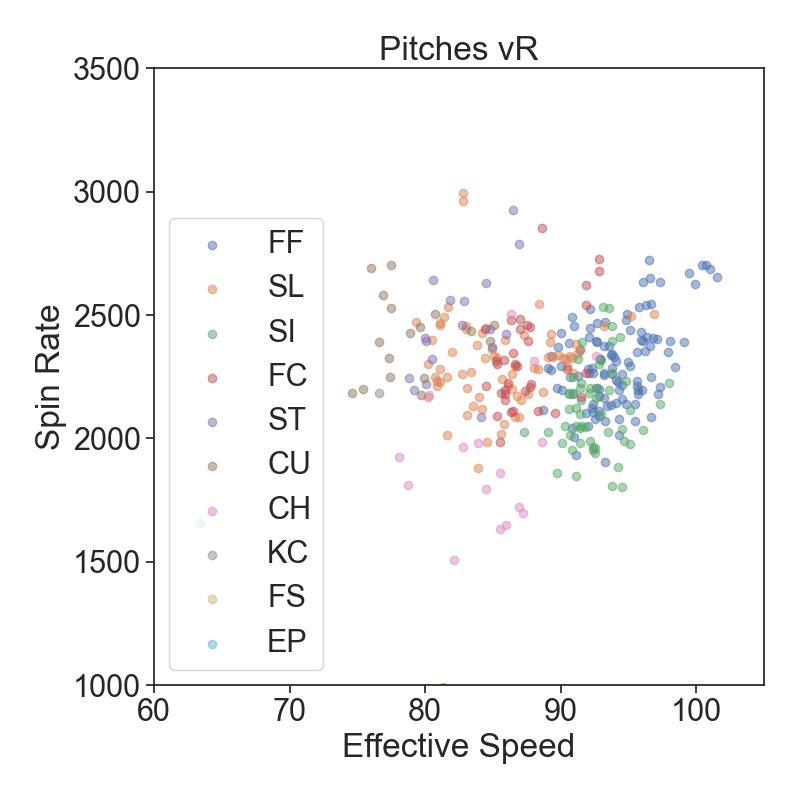 Pitches vR
3500
3000
2500
2000
1500
1000
Spin Rate
FF
SL
SI
FC
ST
CU
CH
KC
FS
EP
60 70 80 90 100
Effective Speed